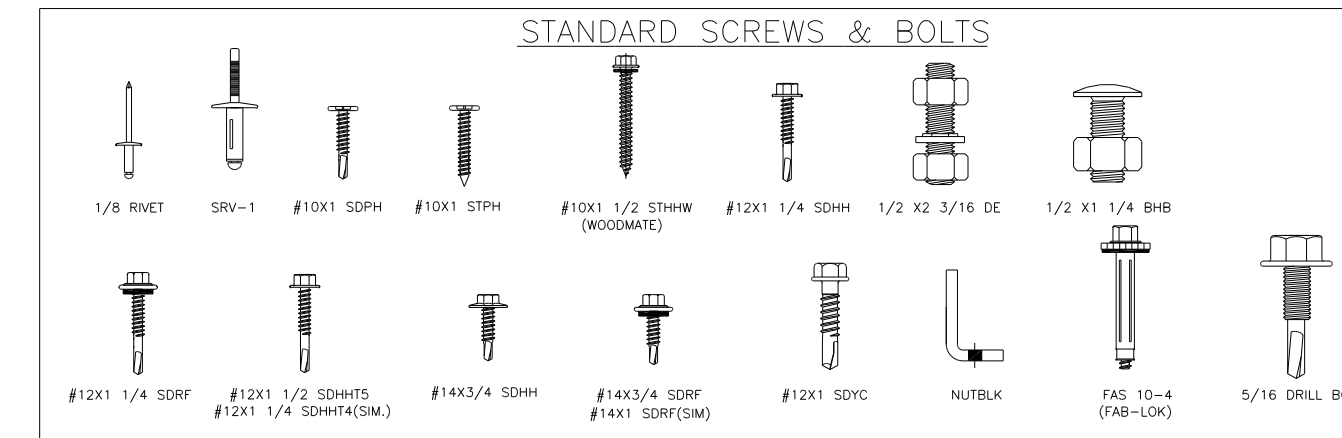 STANDARD SCREWS & BOLTS
1/8 RIVET
SRV-1
#10X1 SDPH
#10X1 STPH
#10X1 1/2 STHHW
(WOODMATE)
#12X1 1/4 SDHH
1/2 X2 3/16 DE
1/2 X1 1/4 BHB
#12X1 1/4 SDRF
#12X1 1/2 SDHHT5
#12X1 1/4 SDHHT4(SIM.)
#14X3/4 SDHH
#14X3/4 SDRF
#14X1 SDRF(SIM)
#12X1 SDYC
NUTBLK
FAS 10-4
(FAB-LOK)
5/16 DRILL